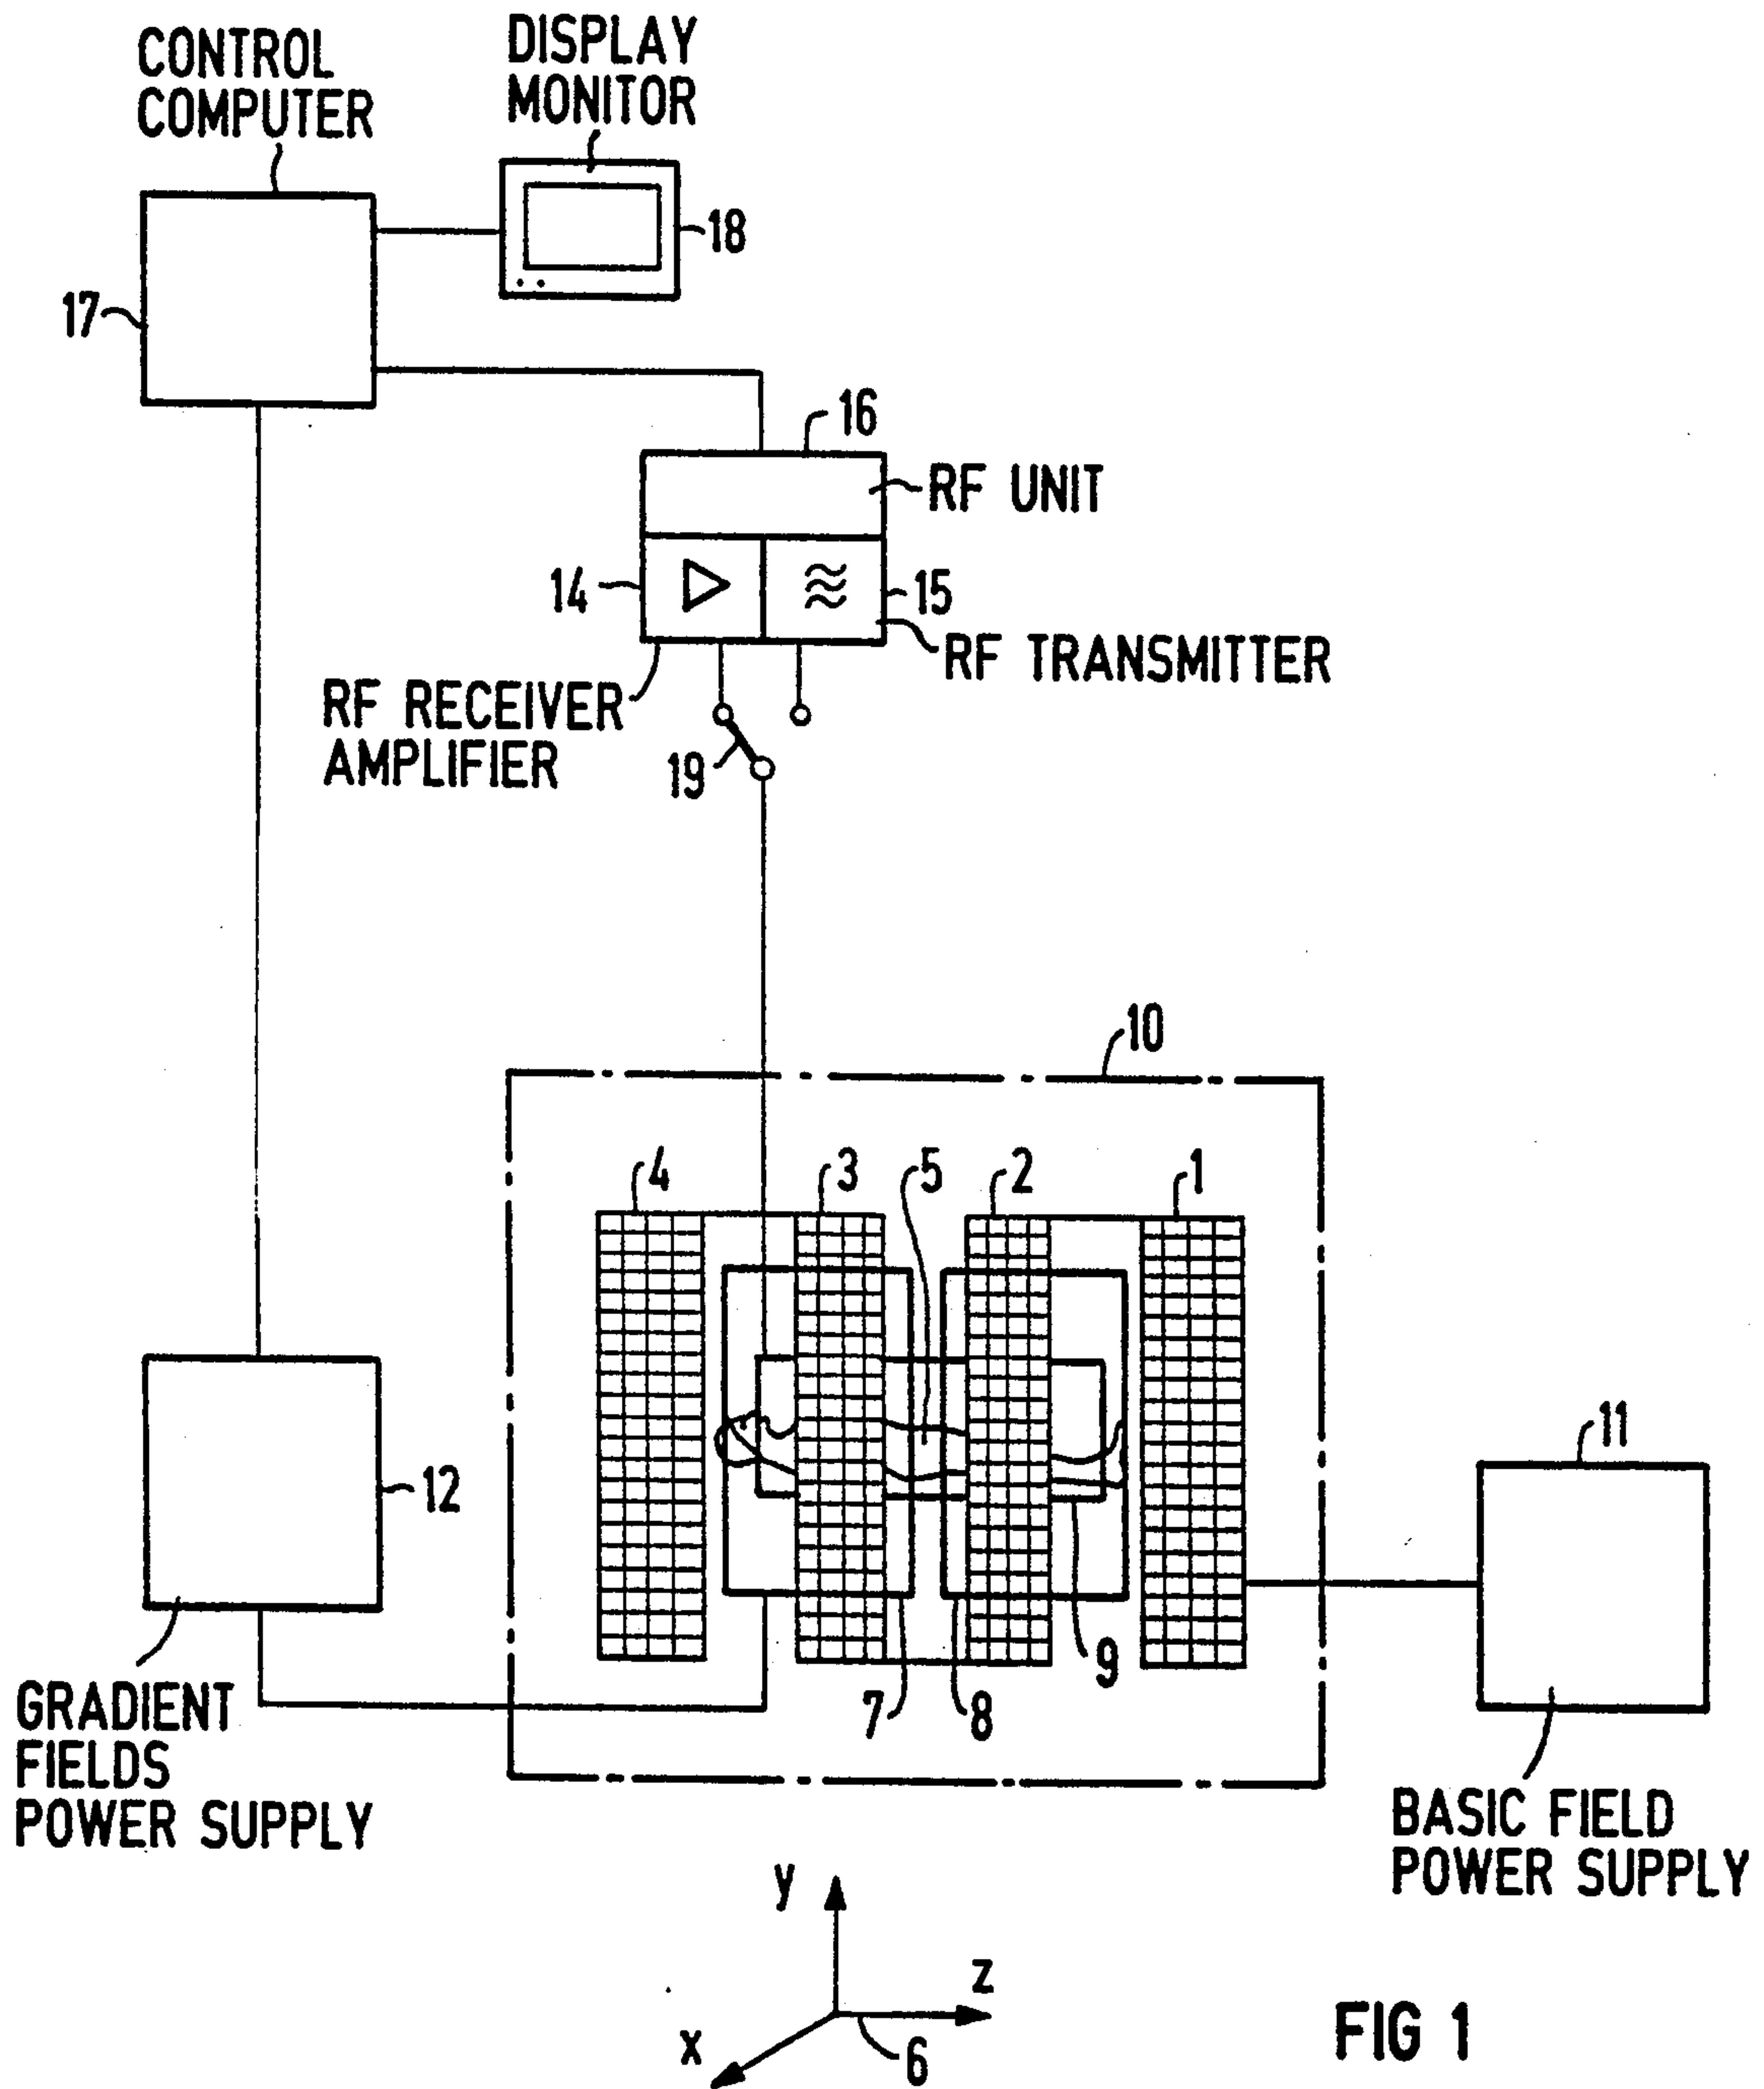 CONTROL
COMPUTER
DISPLAY
MONITOR
18
17
16
RF UNIT
14
15
RF TRANSMITTER
RF RECEIVER
AMPLIFIER
19
10
4
3
5
2
1
11
12
9
7
8
GRADIENT
FIELDS
POWER SUPPLY
BASIC FIELD
POWER SUPPLY
y
z
x
6
FIG 1